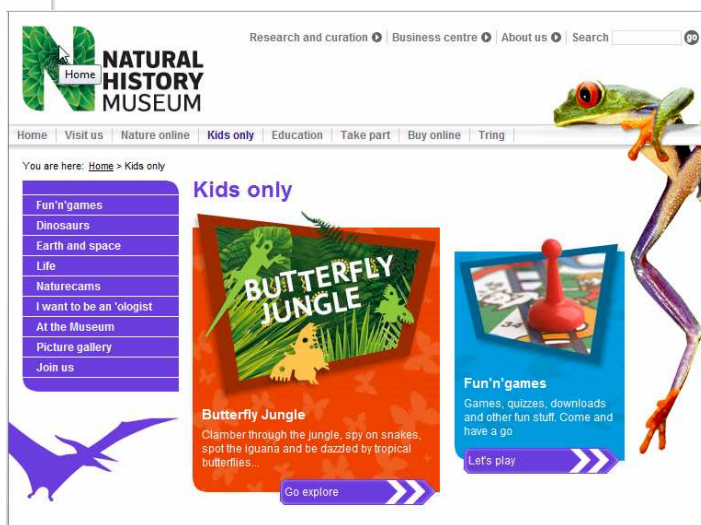 Research and curation Business centre About us Search go
NATURAL
HISTORY
MUSEUM
Home
Home Visit us Nature online Kids only Education Take part Buy online Tring
You are here: Home > Kids only
Kids only
Fun'n'games
Dinosaurs
Earth and space
Life
Naturecams
I want to be an 'ologist
At the Museum
Picture gallery
Join us
BUTTERFLY
JUNGLE
Butterfly Jungle
Clamber through the jungle, spy on snakes,
spot the iguana and be dazzled by tropical
butterflies...
Go explore
34
Fun'n'games
Games, quizzes, downloads
and other fun stuff. Come and
have a go
Let's play